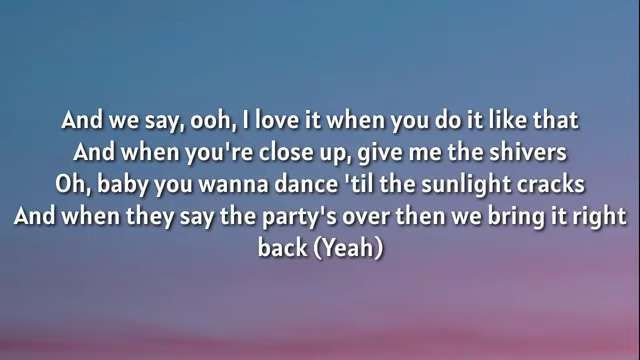 And we say, ooh, I love it when you do it like that
And when you're close up, give me the shivers
Oh, baby you wanna dance 'til the sunlight cracks
And when they say the party's over then we bring it right
back (Yeah)